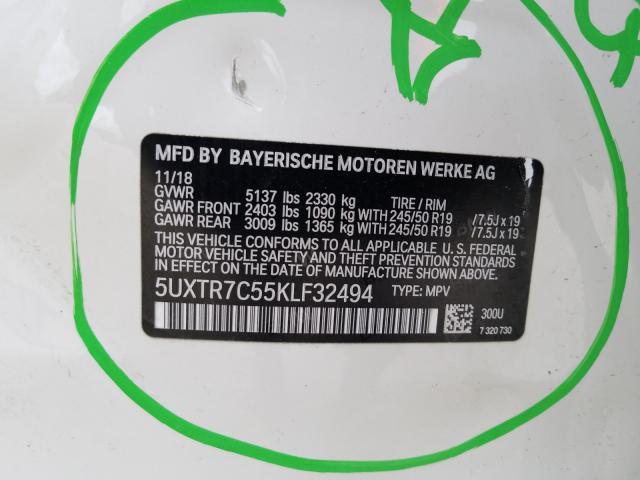 MFD BY BAYERISCHE MOTOREN WERKE AG
11/18
GVWR 5137 lbs 2330 kg TIRE / RIM
GAWR FRONT 2403 lbs 1090 kg WITH 245/50 R19 /7.5J x 19
GAWR REAR 3009 lbs 1365 kg WITH 245/50 R19 /7.5J x 19
THIS VEHICLE CONFORMS TO ALL APPLICABLE U. S. FEDERAL
MOTOR VEHICLE SAFETY, BUMPER, AND THEFT PREVENTION
STANDARDS IN EFFECT ON THE DATE OF MANUFACTURE SHOWN ABOVE.
5UXTR7C55KLF32494 TYPE: MPV
300U
7 320 730